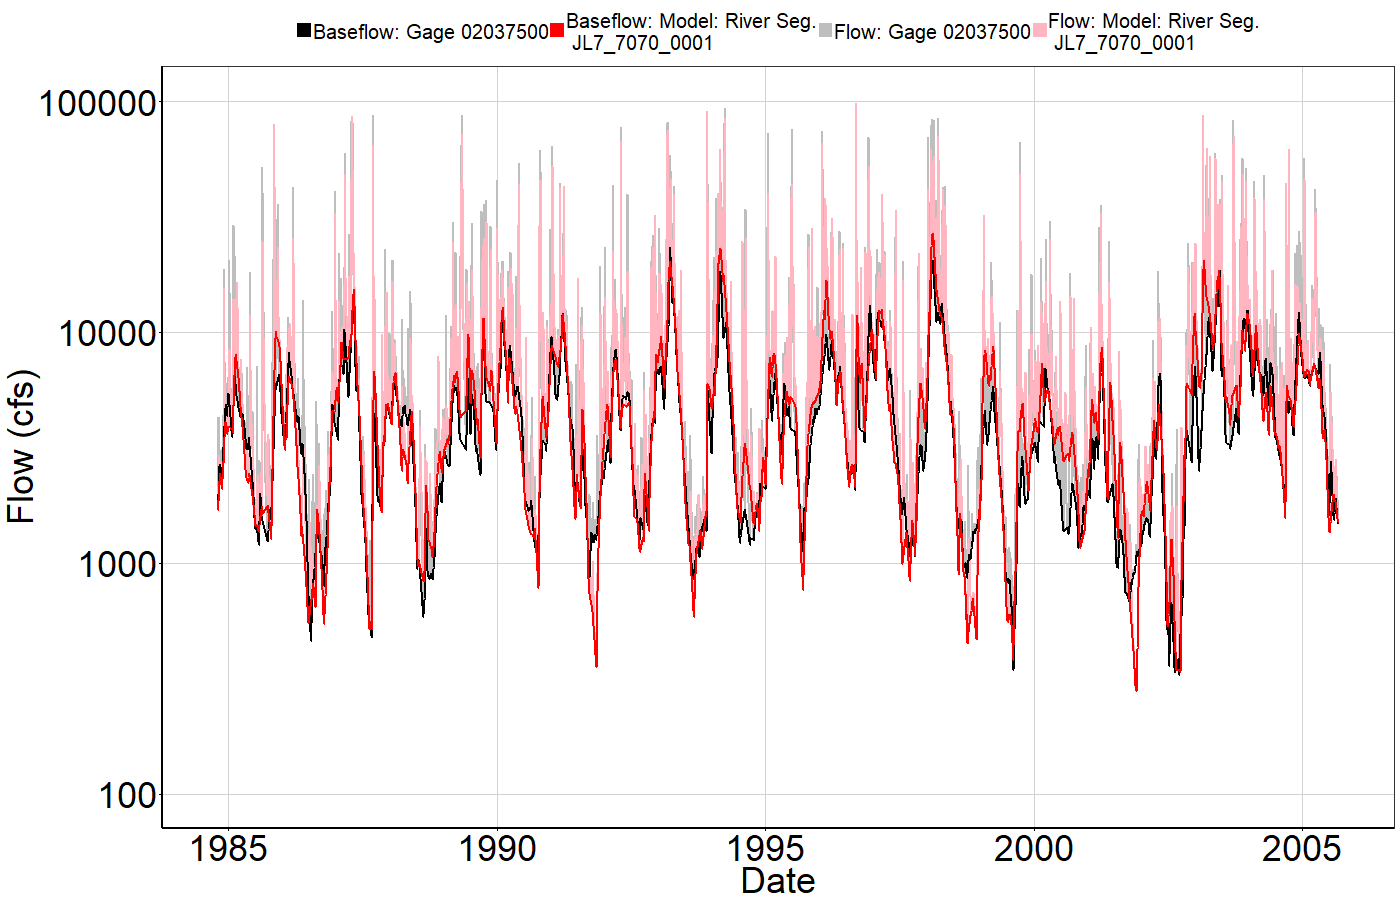 Baseflow: Gage 02037500
Baseflow: Model: River Seg.
JL7_7070_0001
Flow: Gage 02037500
Flow: Model: River Seg.
JL7_7070_0001
Flow (cfs)
100000
10000
1000
100
1985
1990
1995
2000
2005
Date